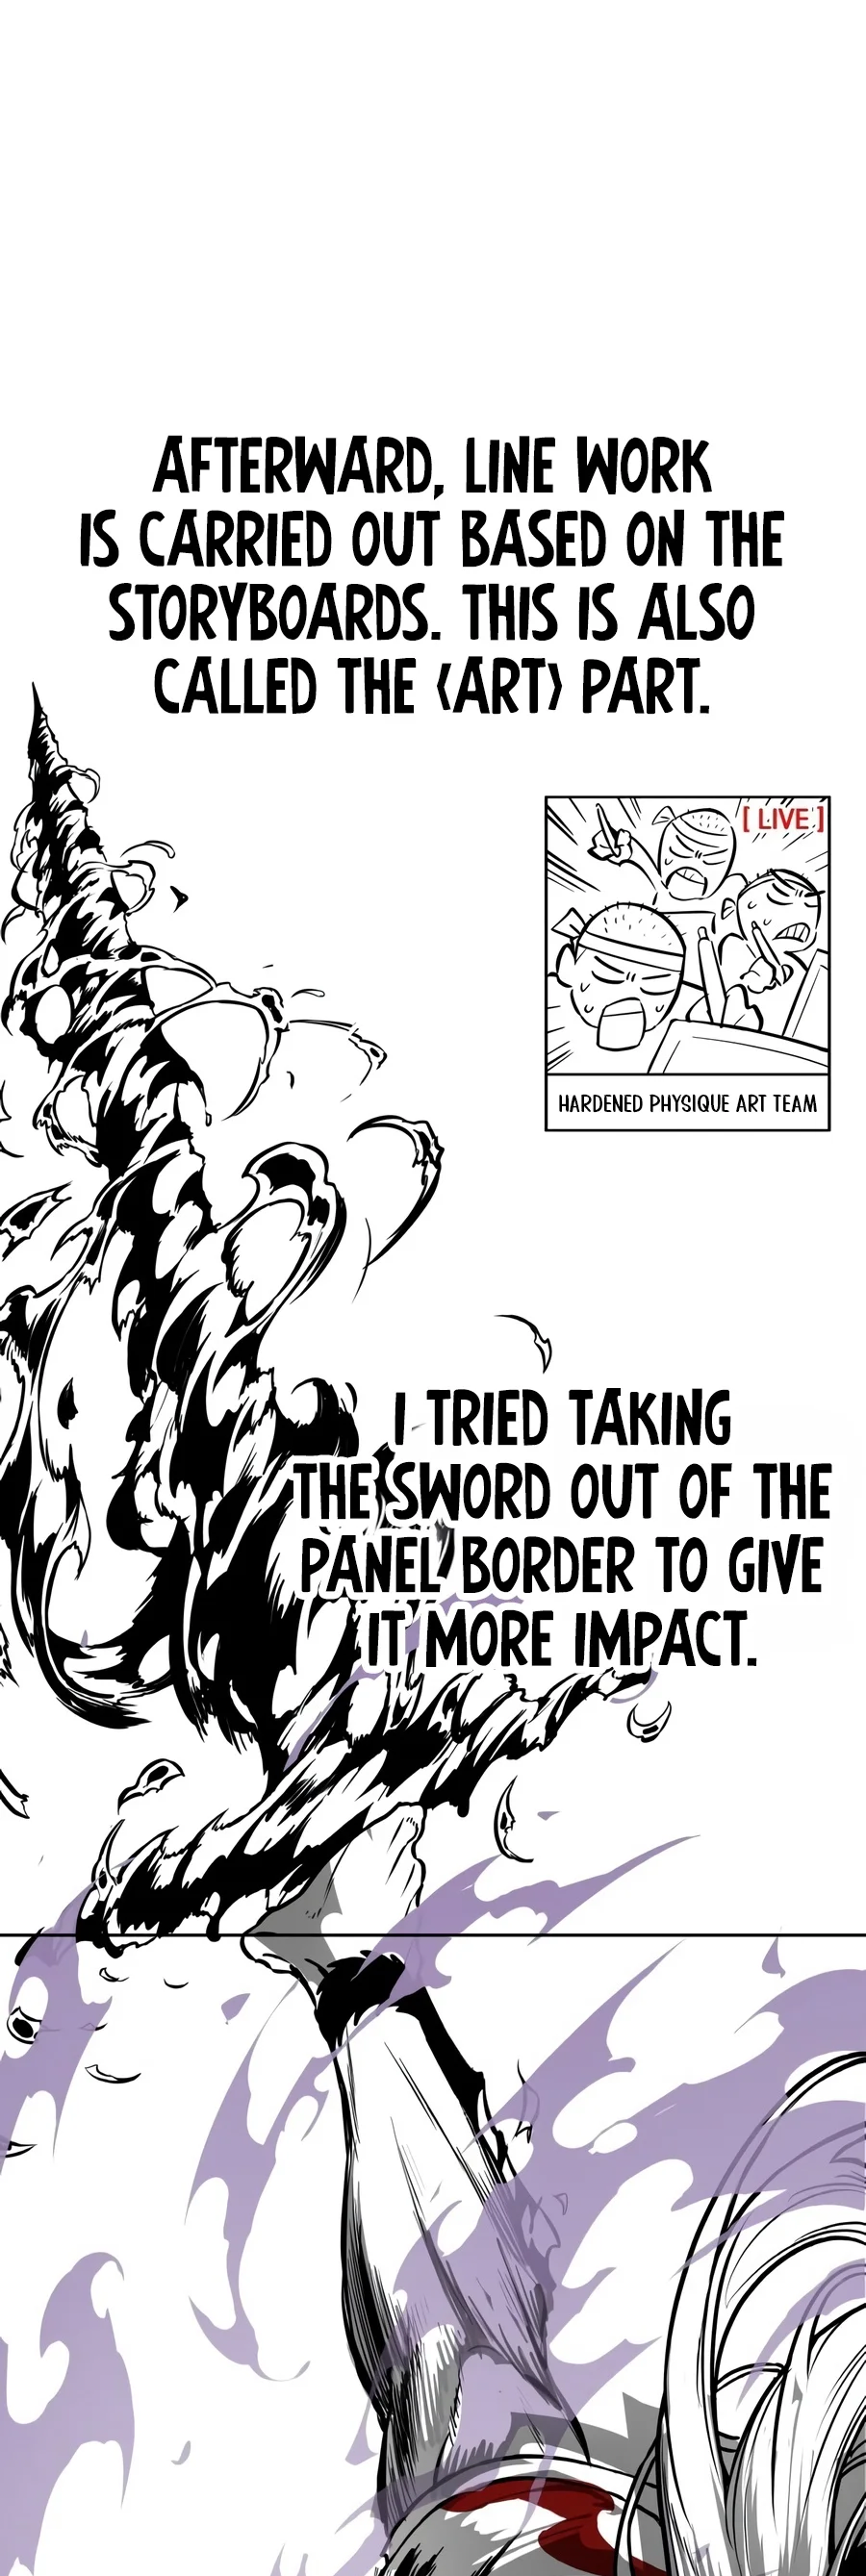 AFTERWARD, LINE WORK
IS CARRIED OUT BASED ON THE
STORYBOARDS. THIS IS ALSO
CALLED THE 〈ART〉 PART.
[ LIVE ]
HARDENED PHYSIQUE ART TEAM
I TRIED TAKING
THE SWORD OUT OF THE
PANEL BORDER TO GIVE
IT MORE IMPACT.